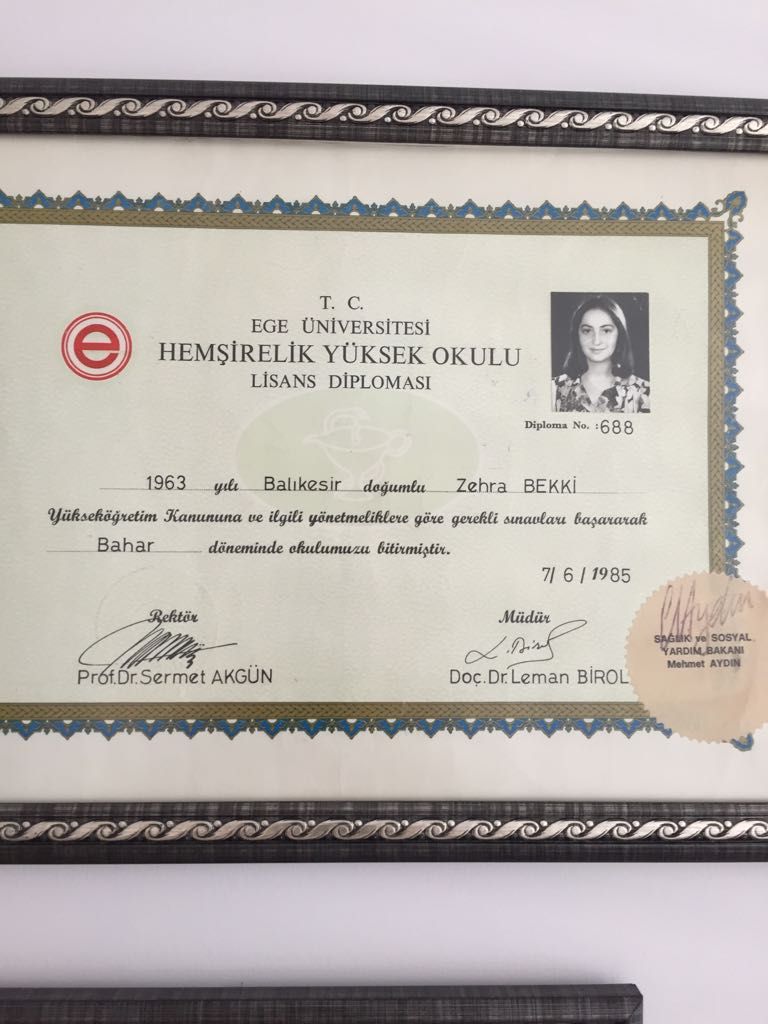 T. C.
EGE ÜNİVERSİTESİ
HEMŞİRELİK YÜKSEK OKULU
LİSANS DİPLOMASI
e
Diploma No. :688
1963 yılı Balıkesir doğumlu Zehra BEKKİ
Yükseköğretim Kanununa ve ilgili yönetmeliklere göre gerekli sınavları başararak
Bahar döneminde okulumuzu bitirmiştir.
7/6/1985
Rektör
Prof.Dr.Sermet AKGÜN
Müdür
L. Birol
Doç.Dr.Leman BİROL
Aydın
SAĞLIK ve SOSYAL
YARDIM BAKANI
Mehmet AYDIN